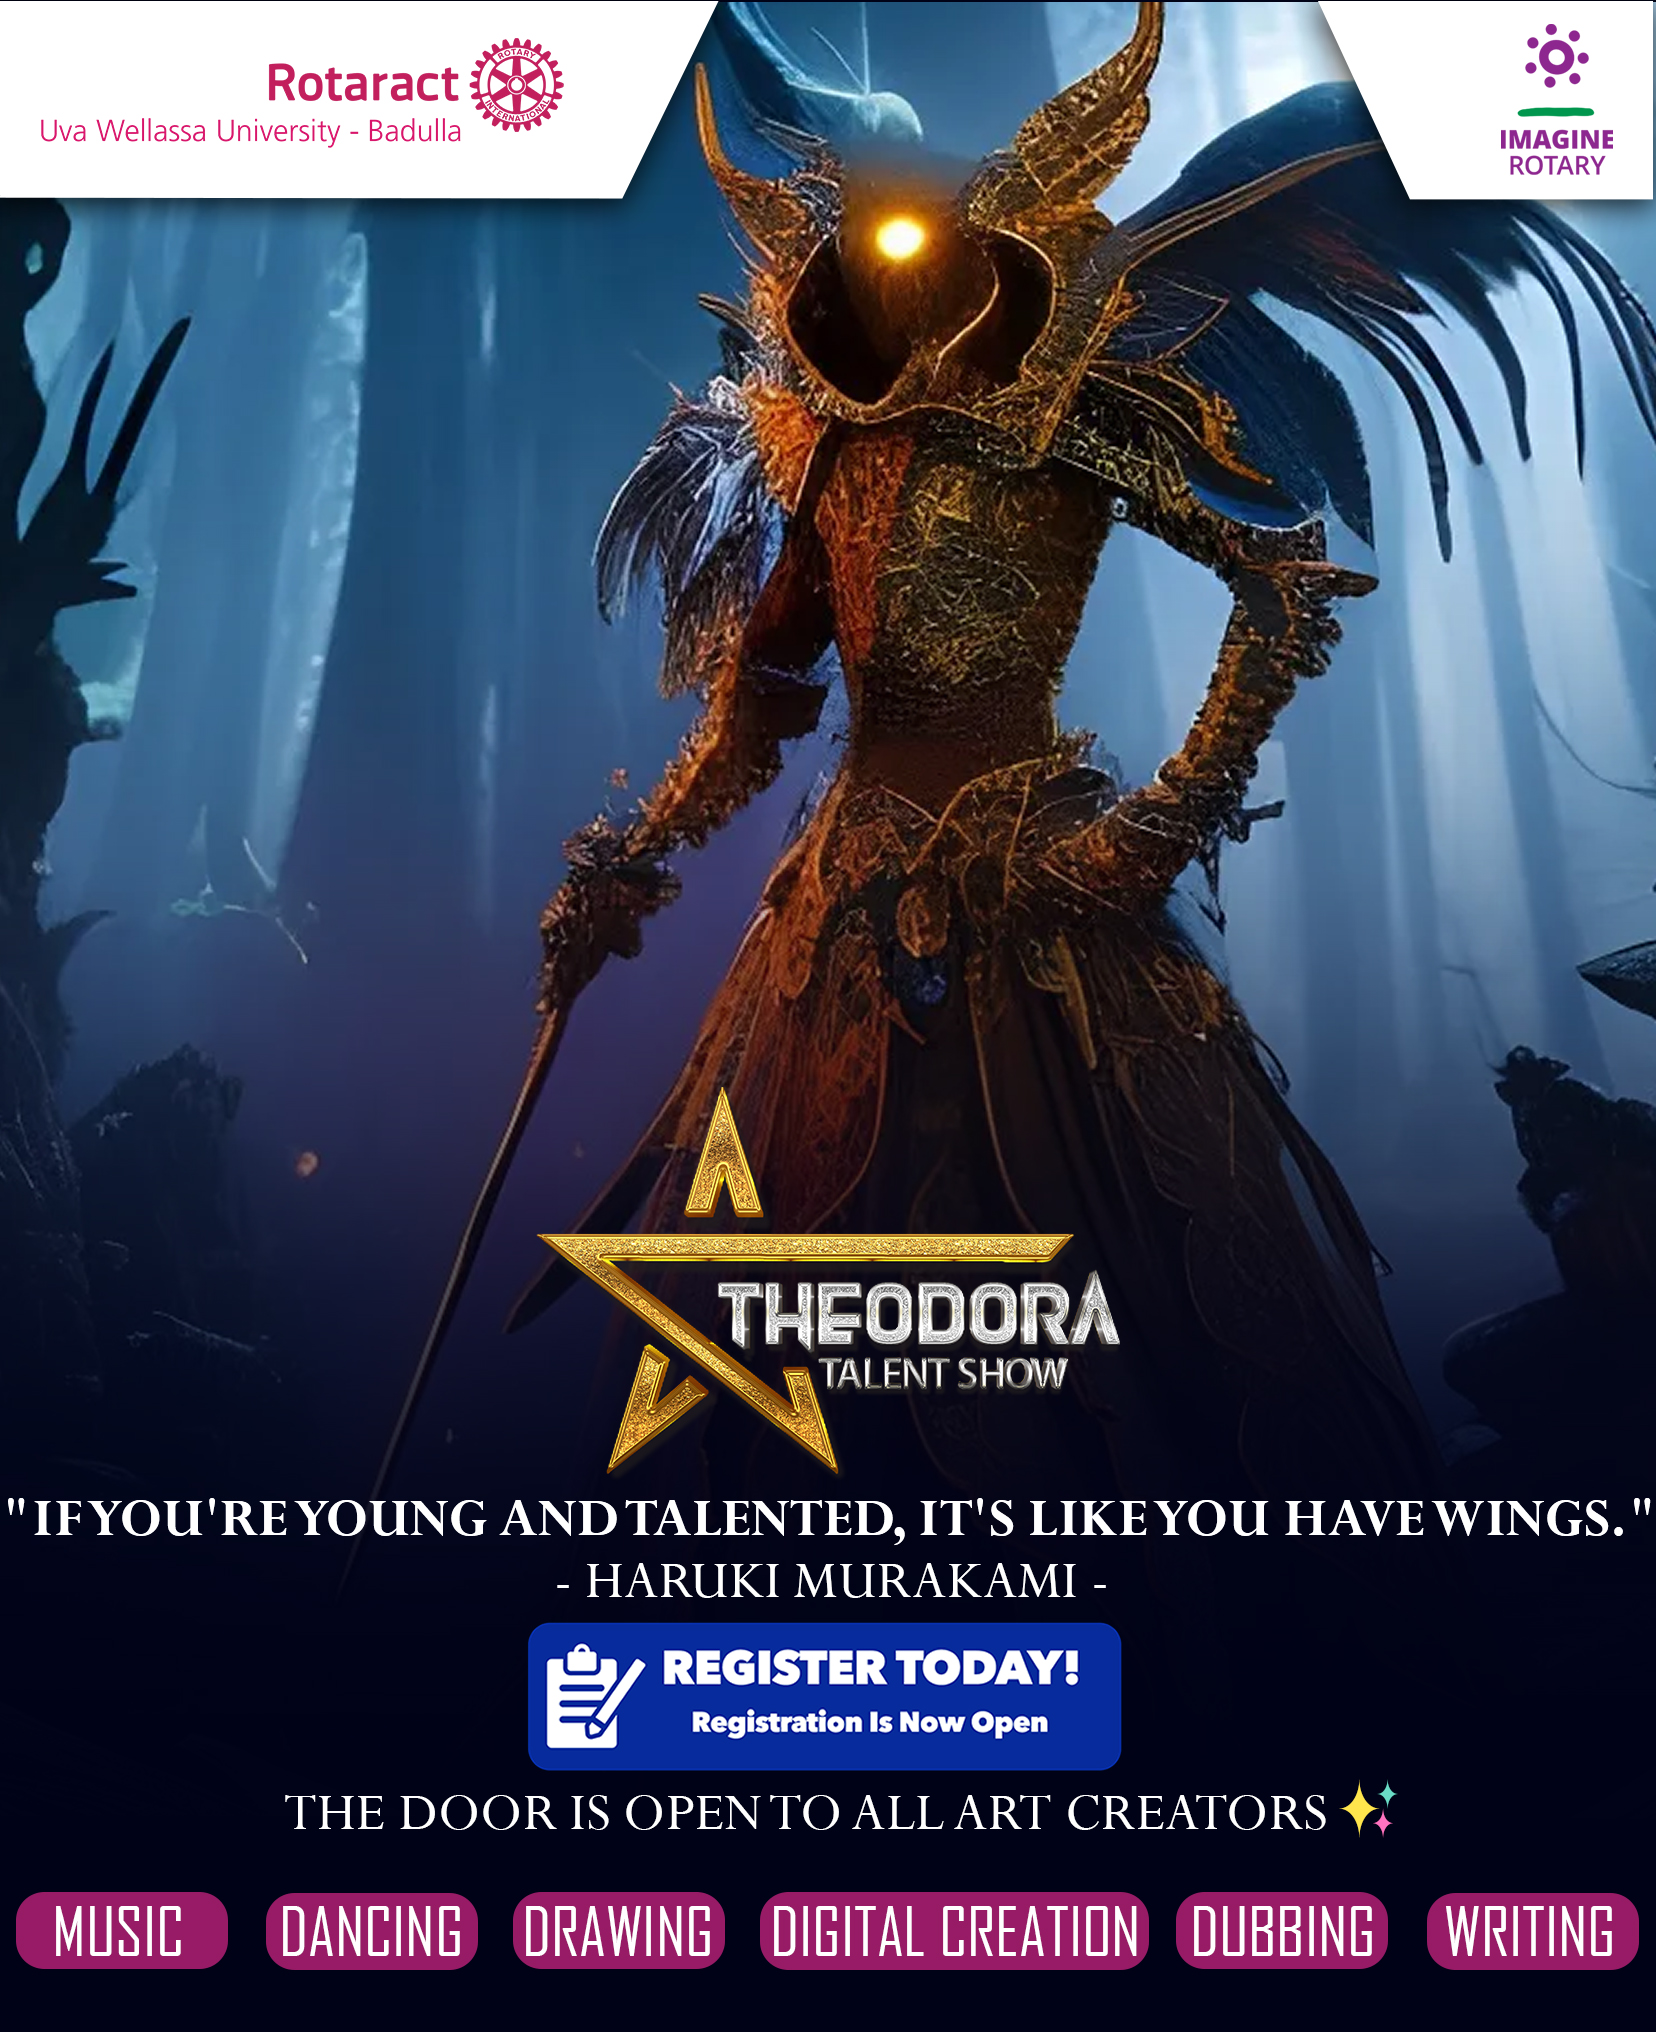 Rotaract
Uva Wellassa University - Badulla
ROTARY
INTERNATIONAL
IMAGINE
ROTARY
THEODORA
TALENT SHOW
"IF YOU'RE YOUNG AND TALENTED, IT'S LIKE YOU HAVE WINGS."
- HARUKI MURAKAMI -
REGISTER TODAY!
Registration Is Now Open
THE DOOR IS OPEN TO ALL ART CREATORS
MUSIC DANCING DRAWING DIGITAL CREATION DUBBING WRITING